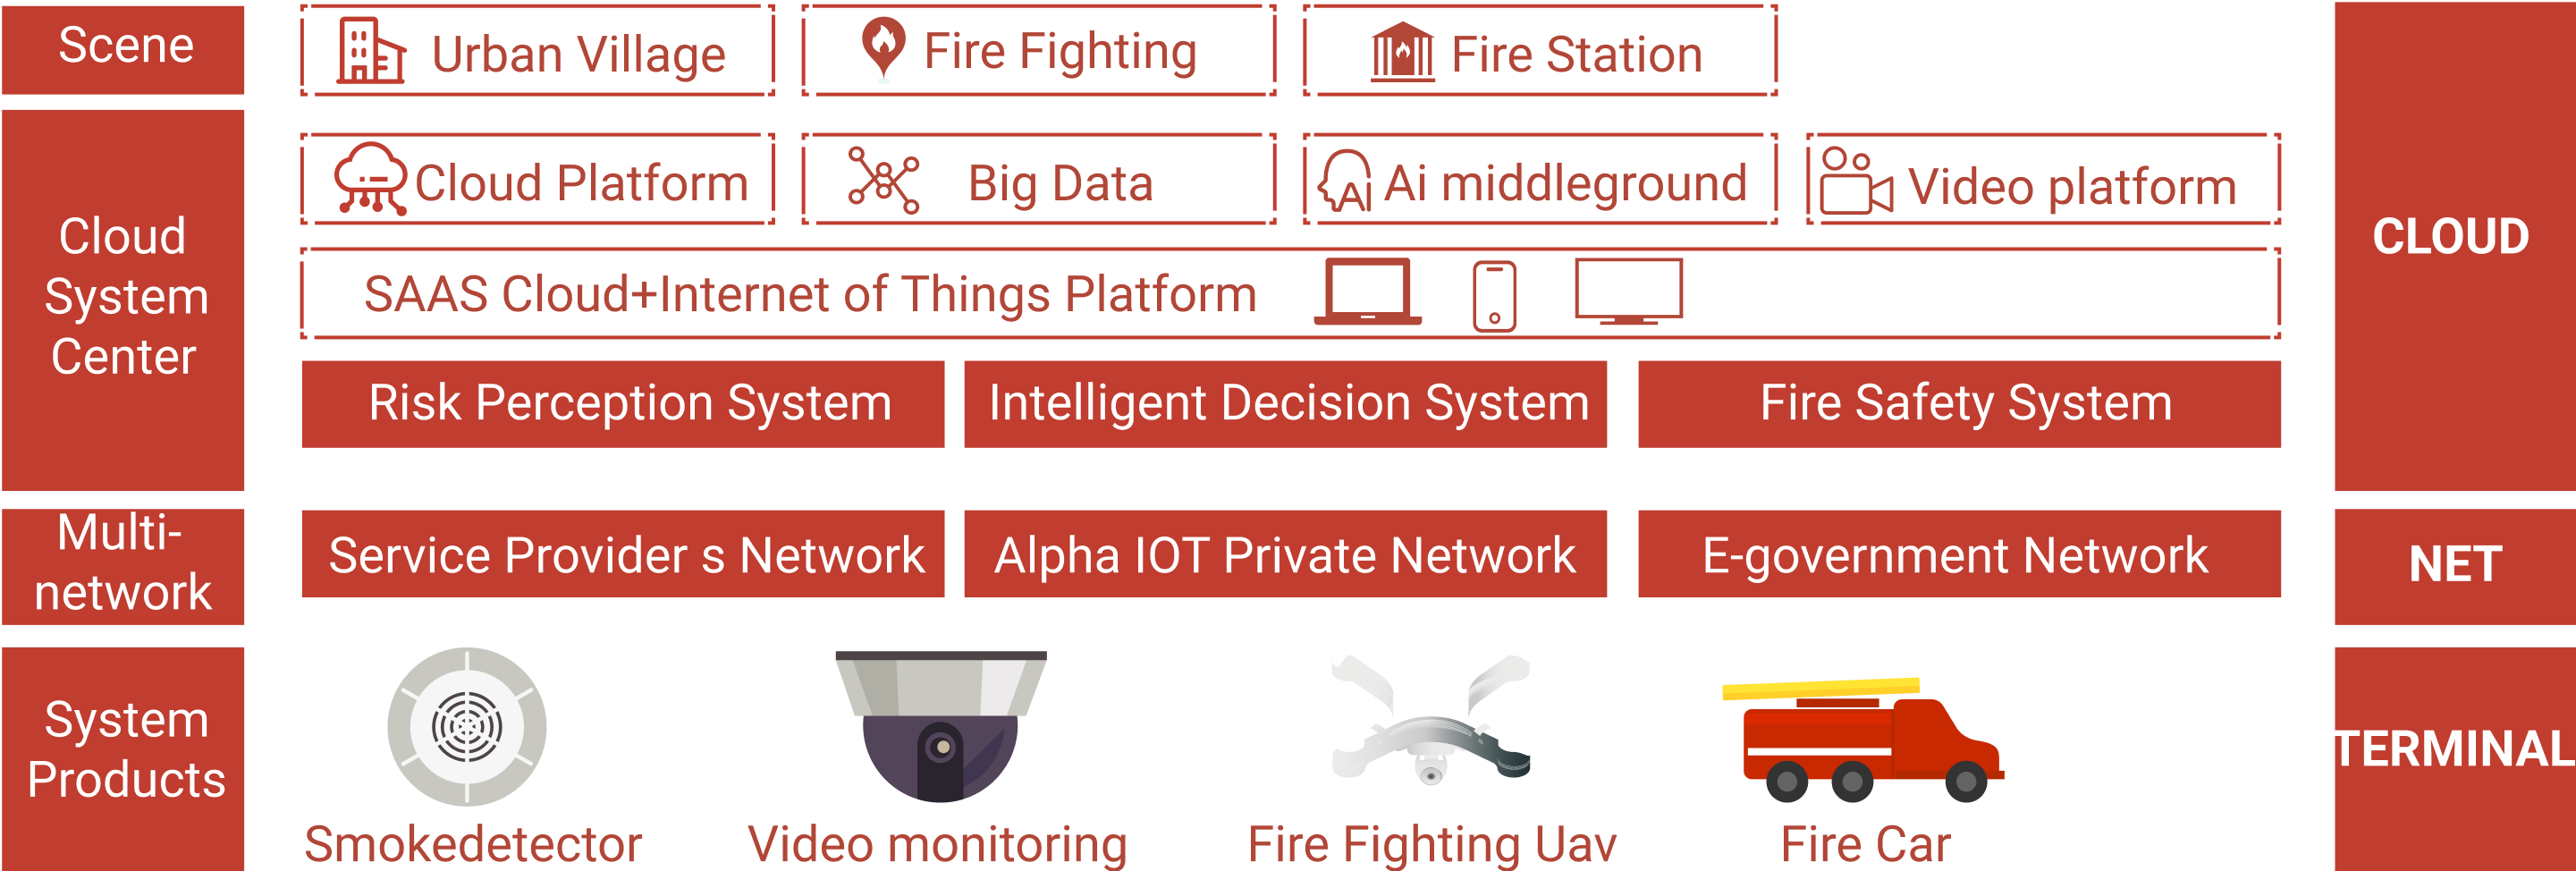 Scene
Urban Village
Fire Fighting
Fire Station
Cloud
System
Center
Cloud Platform
Big Data
Ai middleground
Video platform
SAAS Cloud+Internet of Things Platform
Risk Perception System
Intelligent Decision System
Fire Safety System
CLOUD
Multi-
network
Service Provider s Network
Alpha IOT Private Network
E-government Network
NET
System
Products
Smokedetector
Video monitoring
Fire Fighting Uav
Fire Car
TERMINAL